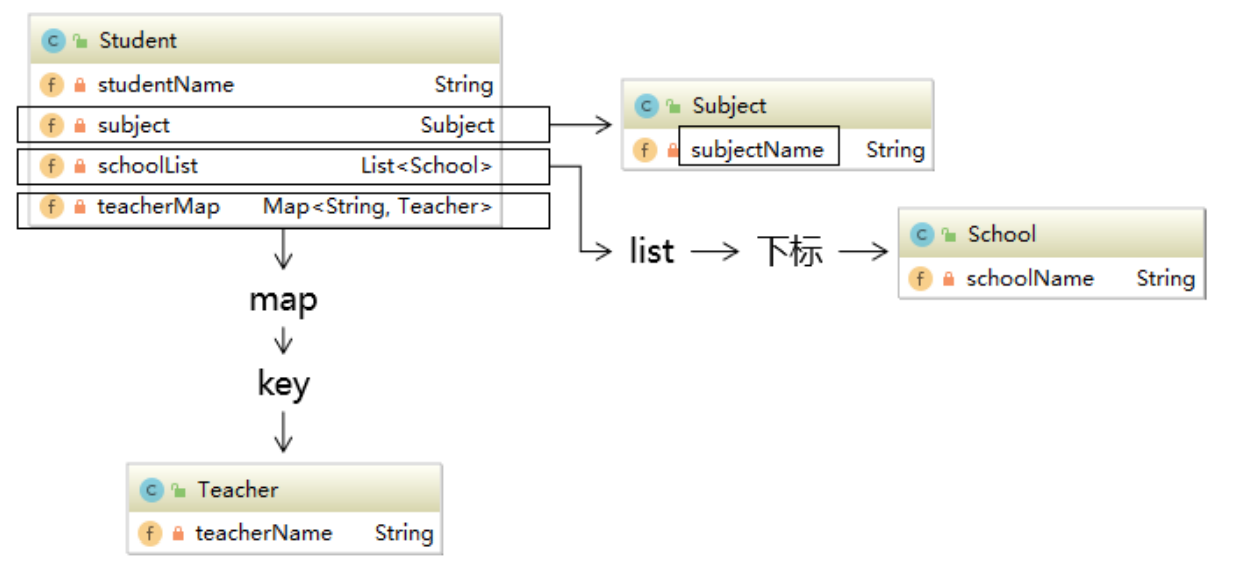 Student
studentName String
subject Subject
schoolList List<School>
teacherMap Map<String, Teacher>
Subject
subjectName String
list
下标
School
schoolName String
map
key
Teacher
teacherName String